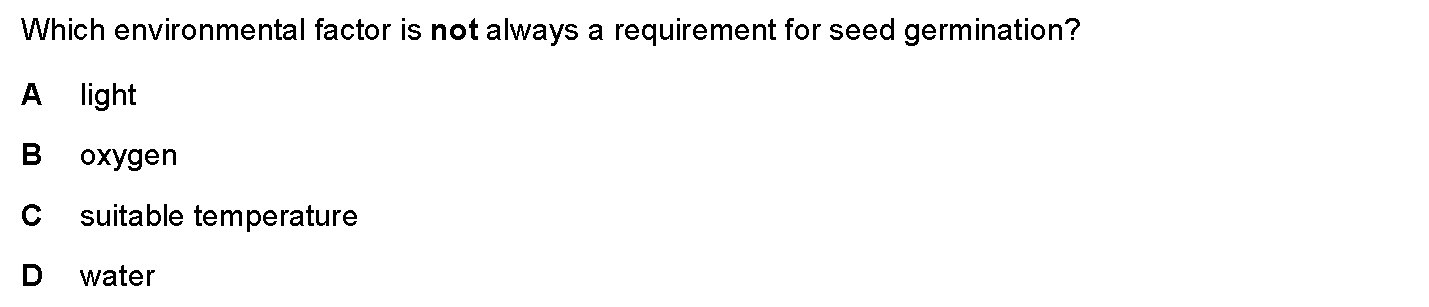 Which environmental factor is not always a requirement for seed germination?
A light
B oxygen
C suitable temperature
D water